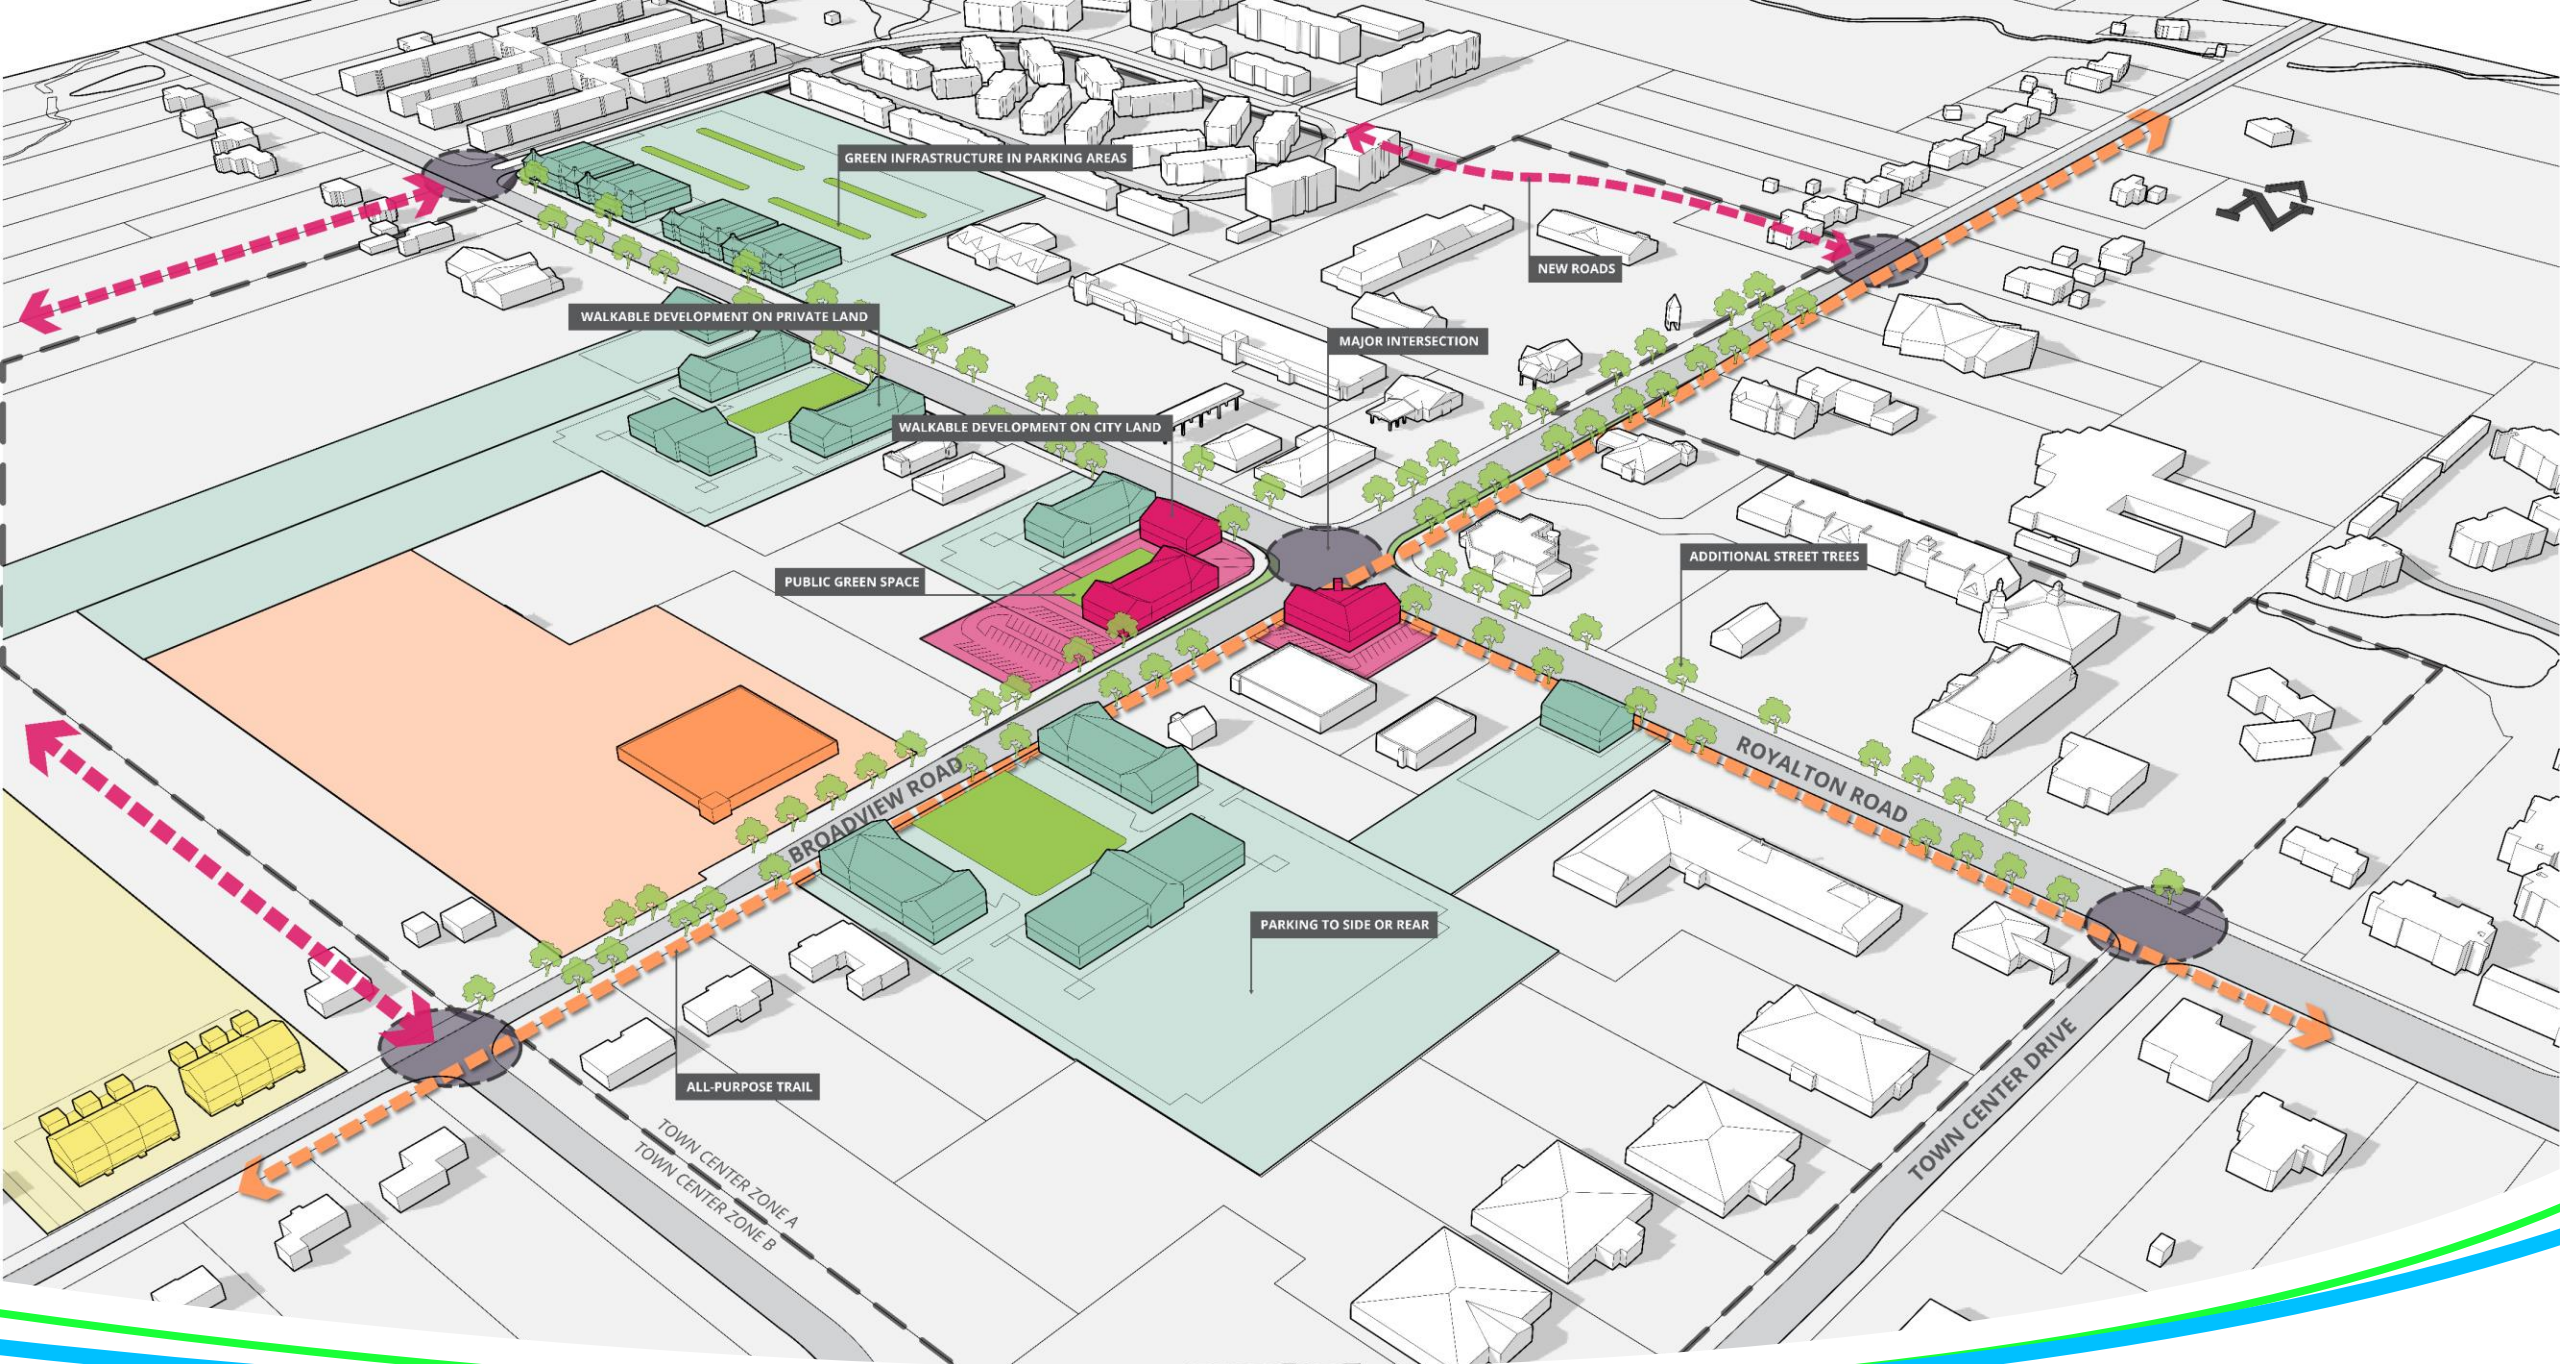 GREEN INFRASTRUCTURE IN PARKING AREAS
NEW ROADS
WALKABLE DEVELOPMENT ON PRIVATE LAND
MAJOR INTERSECTION
WALKABLE DEVELOPMENT ON CITY LAND
ADDITIONAL STREET TREES
PUBLIC GREEN SPACE
BROADVIEW ROAD
ROYALTON ROAD
PARKING TO SIDE OR REAR
ALL-PURPOSE TRAIL
TOWN CENTER DRIVE
TOWN CENTER ZONE A
TOWN CENTER ZONE B